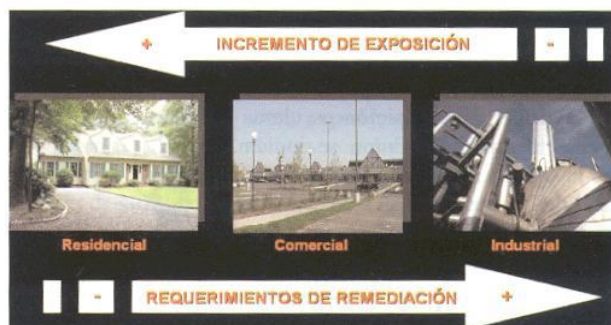 + INCREMENTO DE EXPOSICIÓN -
Residencial Comercial Industrial
- REQUERIMIENTOS DE REMEDIACIÓN +